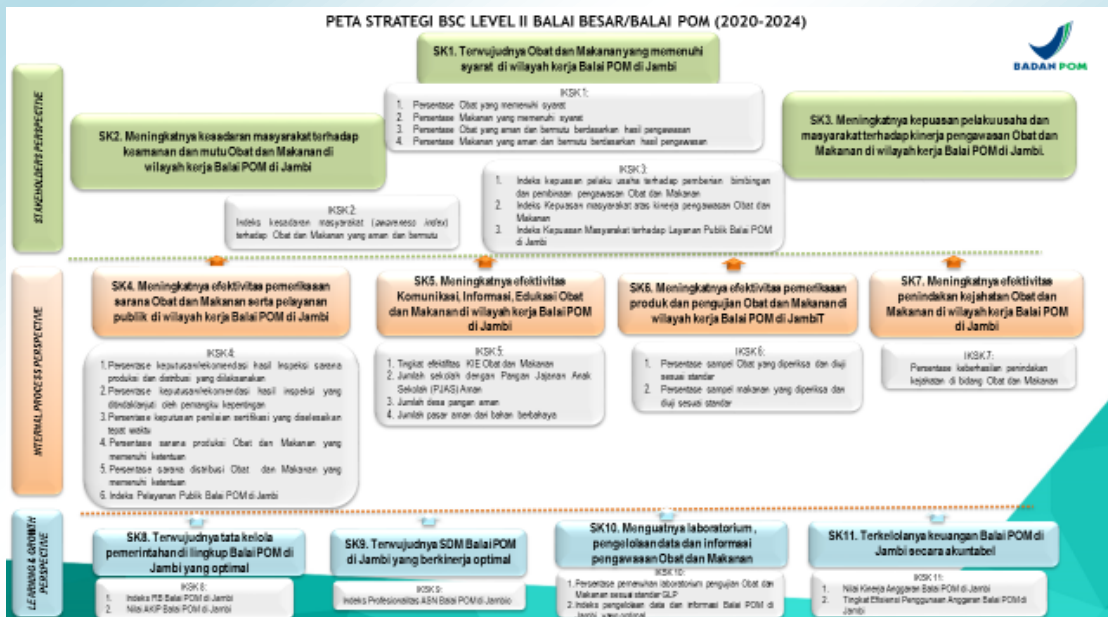 PETA STRATEGI BSC LEVEL II BALAI BESAR/BALAI POM (2020-2024)
BADAN POM
STAKEHOLDERS PERSPECTIVE
SK1. Terwujudnya Obat dan Makanan yang memenuhi
syarat di wilayah kerja Balai POM di Jambi
IKSK1:
1. Persentase Obat yang memenuhi syarat
2. Persentase Makanan yang memenuhi syarat
3. Persentase Obat yang aman dan bermutu berdasarkan hasil pengawasan
4. Persentase Makanan yang aman dan bermutu berdasarkan hasil pengawasan
SK2. Meningkatnya kesadaran masyarakat terhadap
keamanan dan mutu Obat dan Makanan di
wilayah kerja Balai POM di Jambi
IKSK2:
Indeks kesadaran masyarakat (awareness index)
terhadap Obat dan Makanan yang aman dan bermutu
SK3. Meningkatnya kepuasan pelaku usaha dan
masyarakat terhadap kinerja pengawasan Obat dan
Makanan di wilayah kerja Balai POM di Jambi.
IKSK3:
1. Indeks kepuasan pelaku usaha terhadap pemberian bimbingan
dan pembinaan pengawasan Obat dan Makanan
2. Indeks Kepuasan masyarakat atas kinerja pengawasan Obat dan
Makanan
3. Indeks Kepuasan Masyarakat terhadap Layanan Publik Balai POM
di Jambi
INTERNAL PROCESS PERSPECTIVE
SK4. Meningkatnya efektivitas pemeriksaan
sarana Obat dan Makanan serta pelayanan
publik di wilayah kerja Balai POM di Jambi
IKSK4:
1. Persentase keputusan/rekomendasi hasil Inspeksi sarana
produksi dan distribusi yang dilaksanakan
2. Persentase keputusan/rekomendasi hasil inspeksi yang
ditindaklanjuti oleh pemangku kepentingan
3. Persentase keputusan penilaian sertifikasi yang diselesaikan
tepat waktu
4. Persentase sarana produksi Obat dan Makanan yang
memenuhi ketentuan
5. Persentase sarana distribusi Obat dan Makanan yang
memenuhi ketentuan
6. Indeks Pelayanan Publik Balai POM di Jambi
SK5. Meningkatnya efektivitas
Komunikasi, Informasi, Edukasi Obat
dan Makanan di wilayah kerja Balai POM
di Jambi
IKSK5:
1. Tingkat efektifitas KIE Obat dan Makanan
2. Jumlah sekolah dengan Pangan Jajanan Anak
Sekolah (PJAS) Aman
3. Jumlah desa pangan aman
4. Jumlah pasar aman dari bahan berbahaya
SK6. Meningkatnya efektivitas pemeriksaan
produk dan pengujian Obat dan Makanan di
wilayah kerja Balai POM di JambiT
IKSK6:
1. Persentase sampel Obat yang diperiksa dan diuji
sesuai standar
2. Persentase sampel makanan yang diperiksa dan
diuji sesuai standar
SK7. Meningkatnya efektivitas
penindakan kejahatan Obat dan
Makanan di wilayah kerja Balai POM
di Jambi
IKSK7:
Persentase keberhasilan penindakan
kejahatan di bidang Obat dan Makanan
LEARNING & GROWTH PERSPECTIVE
SK8. Terwujudnya tata kelola
pemerintahan di lingkup Balai POM di
Jambi yang optimal
IKSK8:
1. Indeks RB Balai POM di Jambi
2. Nilai AKIP Balai POM di Jambi
SK9. Terwujudnya SDM Balai POM
di Jambi yang berkinerja optimal
IKSK9:
Indeks Profesionalitas ASN Balai POM di Jambio
SK10. Menguatnya laboratorium,
pengelolaan data dan informasi
pengawasan Obat dan Makanan
IKSK10:
1. Persentase pemenuhan laboratorium pengujian Obat dan
Makanan sesuai standar GLP
2. Indeks pengelolaan data dan informasi Balai POM di
Jambi yang optimal
SK11. Terkelolanya keuangan Balai POM di
Jambi secara akuntabel
IKSK11:
1. Nilai Kinerja Anggaran Balai POM di Jambi
2. Tingkat Efisiensi Penggunaan Anggaran Balai POM di
Jambi